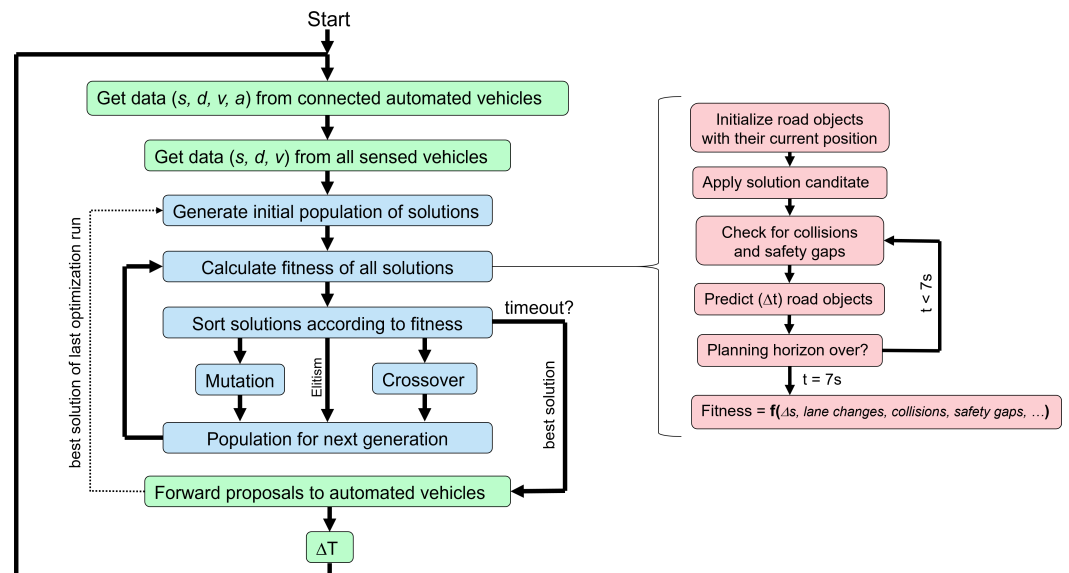 Start
Get data (s, d, v, a) from connected automated vehicles
Get data (s, d, v) from all sensed vehicles
Generate initial population of solutions
Calculate fitness of all solutions
Sort solutions according to fitness
timeout?
Mutation
Elitism
Crossover
Population for next generation
best solution
best solution of last optimization run
Forward proposals to automated vehicles
ΔT
Initialize road objects
with their current position
Apply solution canditate
Check for collisions
and safety gaps
Predict (Δt) road objects
t < 7s
Planning horizon over?
t = 7s
Fitness = f(Δs, lane changes, collisions, safety gaps, …)